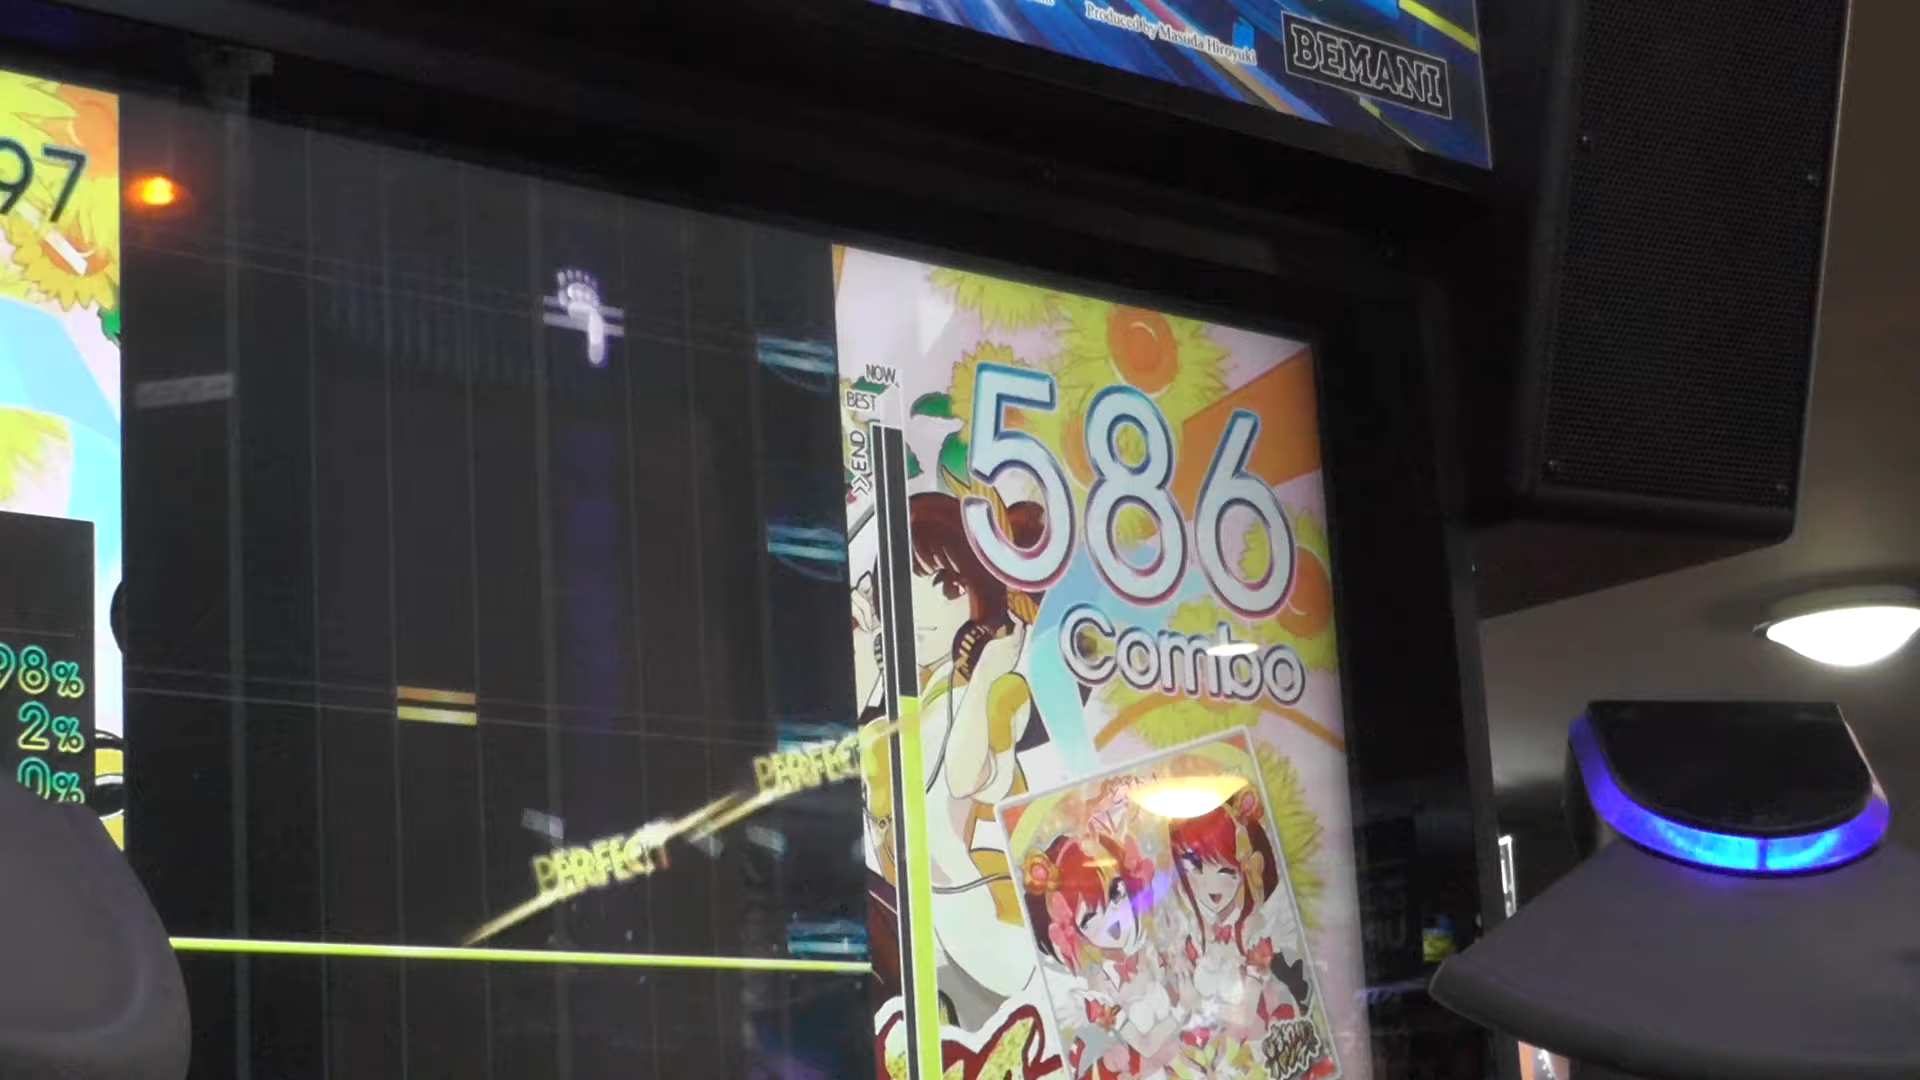 Produced by Masuda Hiroyuki
BEMANI
97
NOW
BEST
>>END
586
combo
98%
2%
0%
PERFECT
PERFECT